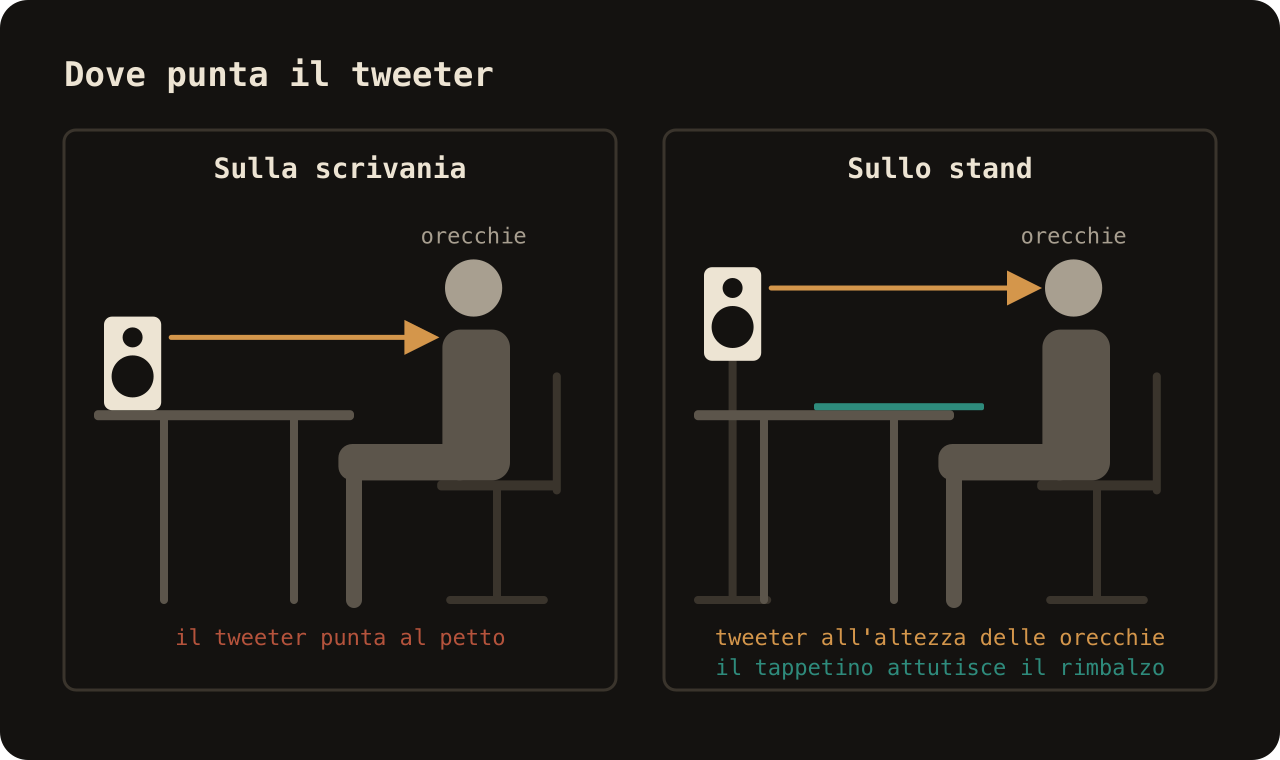 Dove punta il tweeter
Sulla scrivania
orecchie
il tweeter punta al petto
Sullo stand
orecchie
tweeter all'altezza delle orecchie
il tappetino attutisce il rimbalzo